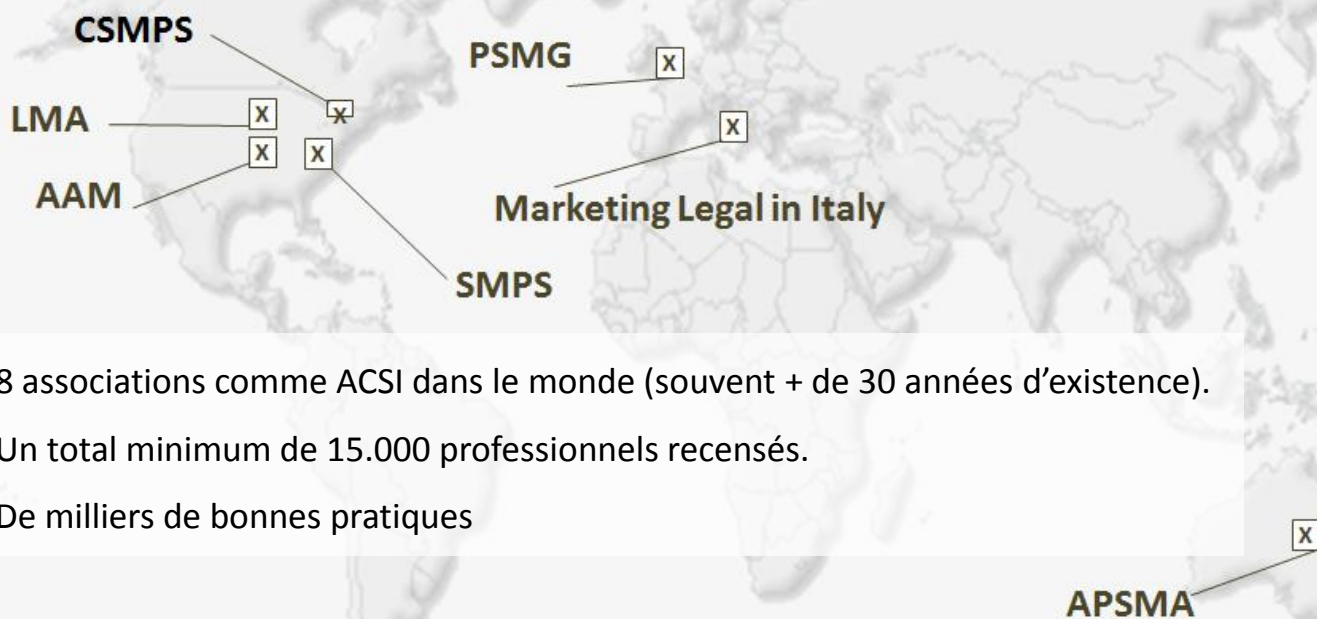 CSMPS
PSMG
X
X
LMA
X
X
X
X
AAM
Marketing Legal in Italy
SMPS
8 associations comme ACSI dans le monde (souvent + de 30 années d’existence).
Un total minimum de 15.000 professionnels recensés.
De milliers de bonnes pratiques
X
APSMA